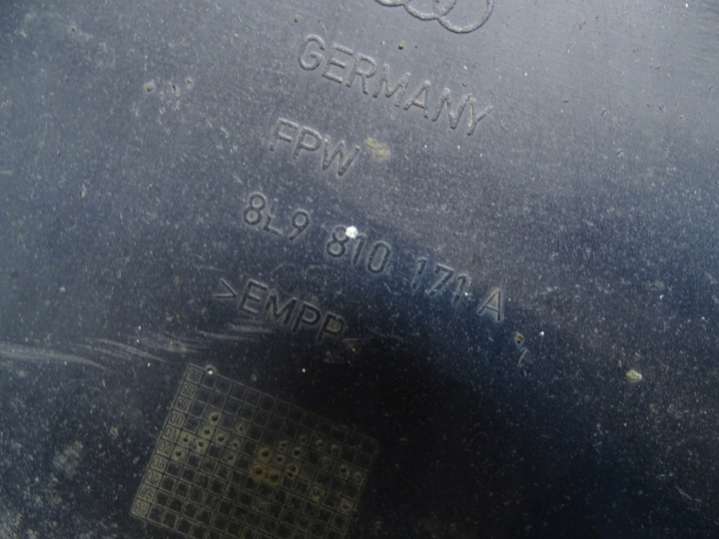 GERMANY
FPW
8L9 810 171 A
>EMPP